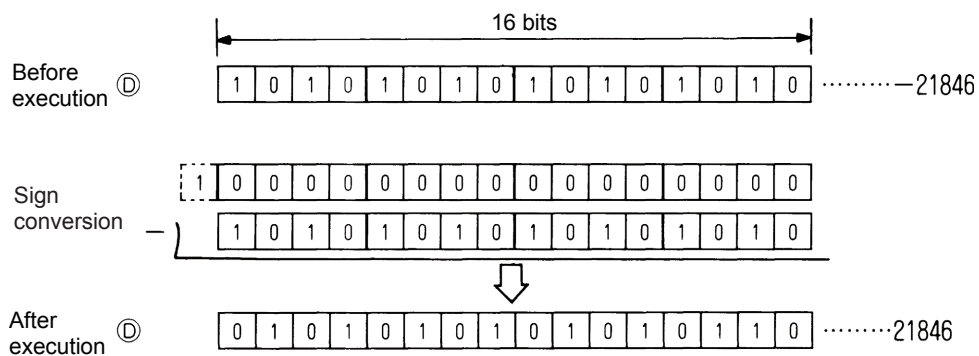 16 bits
Before
execution Ⓓ 1 0 1 0 1 0 1 0 1 0 1 0 1 0 1 0 ········· −21846
1 0 0 0 0 0 0 0 0 0 0 0 0 0 0 0 0
Sign
conversion
− 1 0 1 0 1 0 1 0 1 0 1 0 1 0 1 0
After
execution Ⓓ 0 1 0 1 0 1 0 1 0 1 0 1 0 1 1 0 ········· 21846